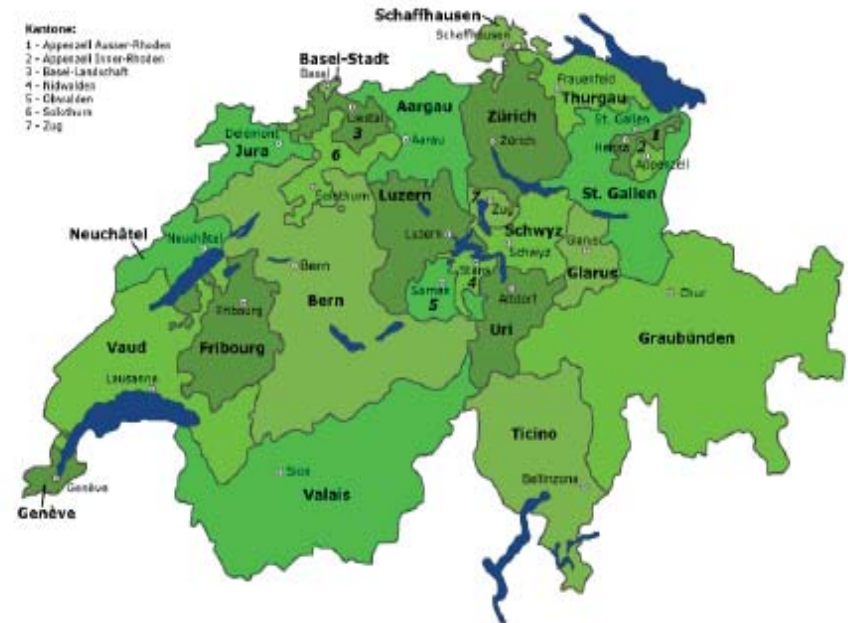 Kantone:
1 - Appenzell Ausser-Rhoden
2 - Appenzell Inner-Rhoden
3 - Basel-Landschaft
4 - Nidwalden
5 - Obwalden
6 - Solothurn
7 - Zug
Schaffhausen
Schaffhausen
Basel-Stadt
Basel
Frauenfeld
Thurgau
Aargau
Zürich
Liestal
3
St. Gallen
1
Delemont
Jura
6
Aarau
Zürich
Herisau
2
Appenzell
Solothurn
Luzern
7
Zug
St. Gallen
Neuchâtel
Neuchâtel
Luzern
Schwyz
Schwyz
Glarus
Glarus
Bern
Stans
4
Sarnen
5
Altdorf
Chur
Fribourg
Bern
Uri
Graubünden
Vaud
Fribourg
Lausanne
Ticino
Sion
Valais
Bellinzona
Genève
Genève